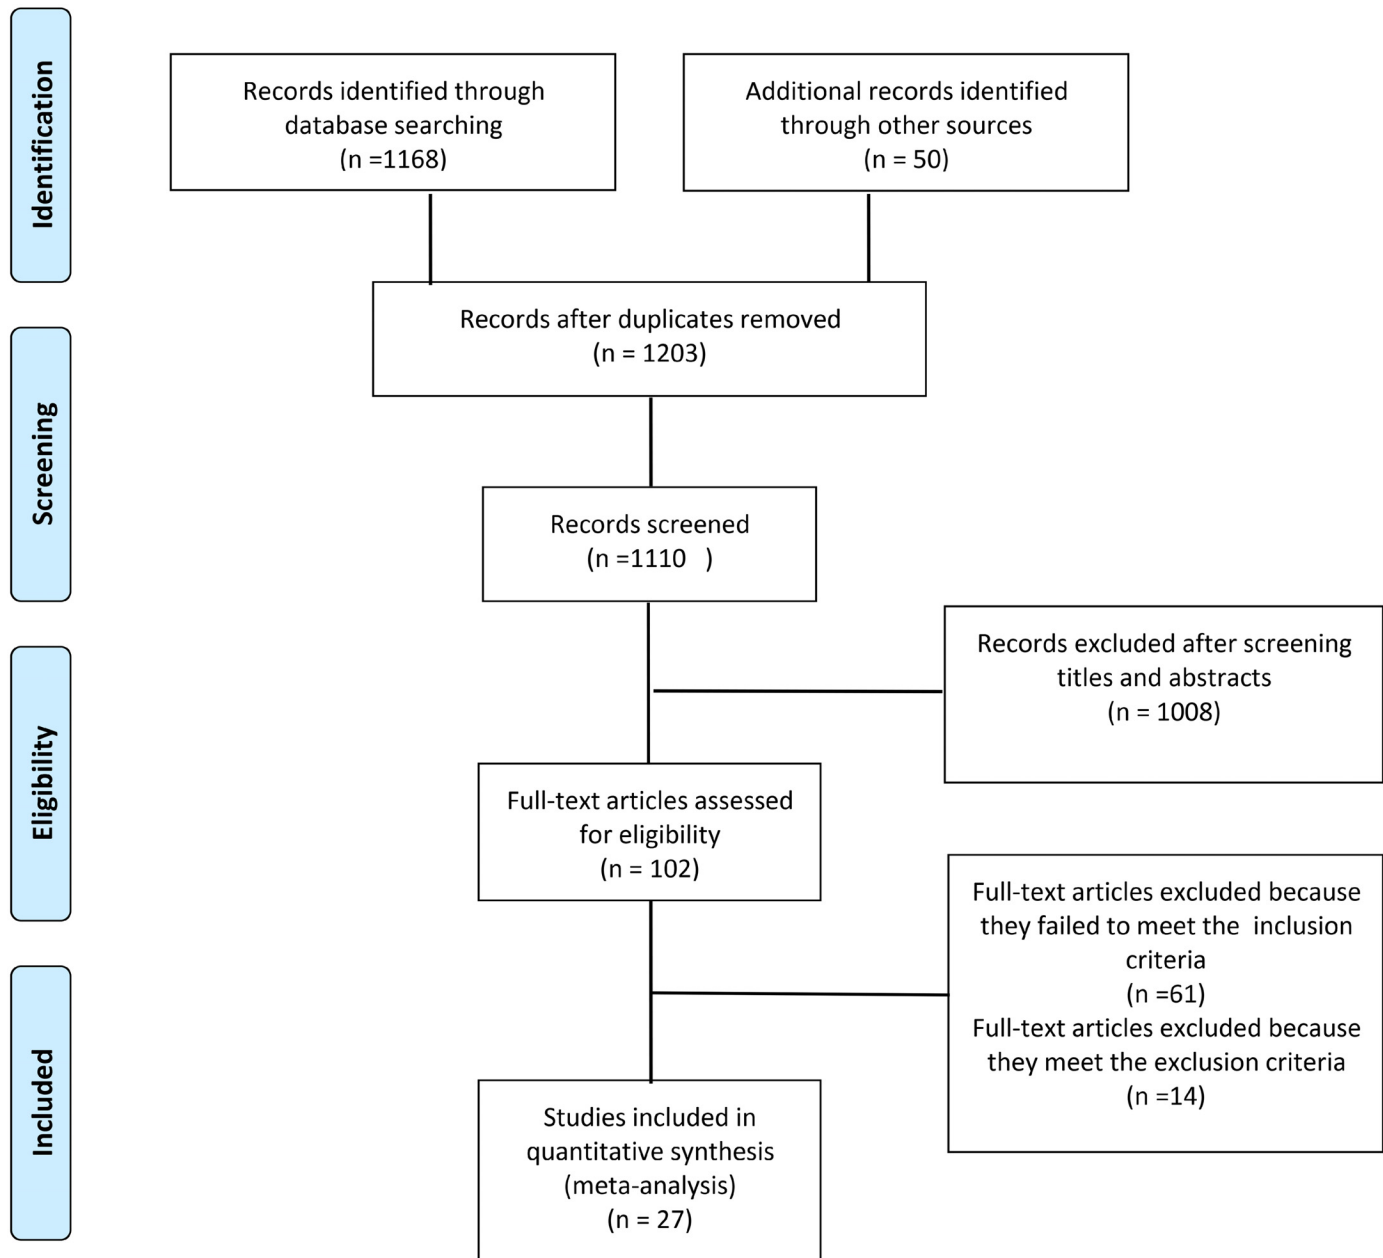 Identification
Records identified through
database searching
(n =1168)
Additional records identified
through other sources
(n = 50)
Records after duplicates removed
(n = 1203)
Screening
Records screened
(n =1110   )
Records excluded after screening
titles and abstracts
(n = 1008)
Eligibility
Full-text articles assessed
for eligibility
(n = 102)
Full-text articles excluded because
they failed to meet the  inclusion
criteria
(n =61)
Full-text articles excluded because
they meet the exclusion criteria
(n =14)
Included
Studies included in
quantitative synthesis
(meta-analysis)
(n = 27)